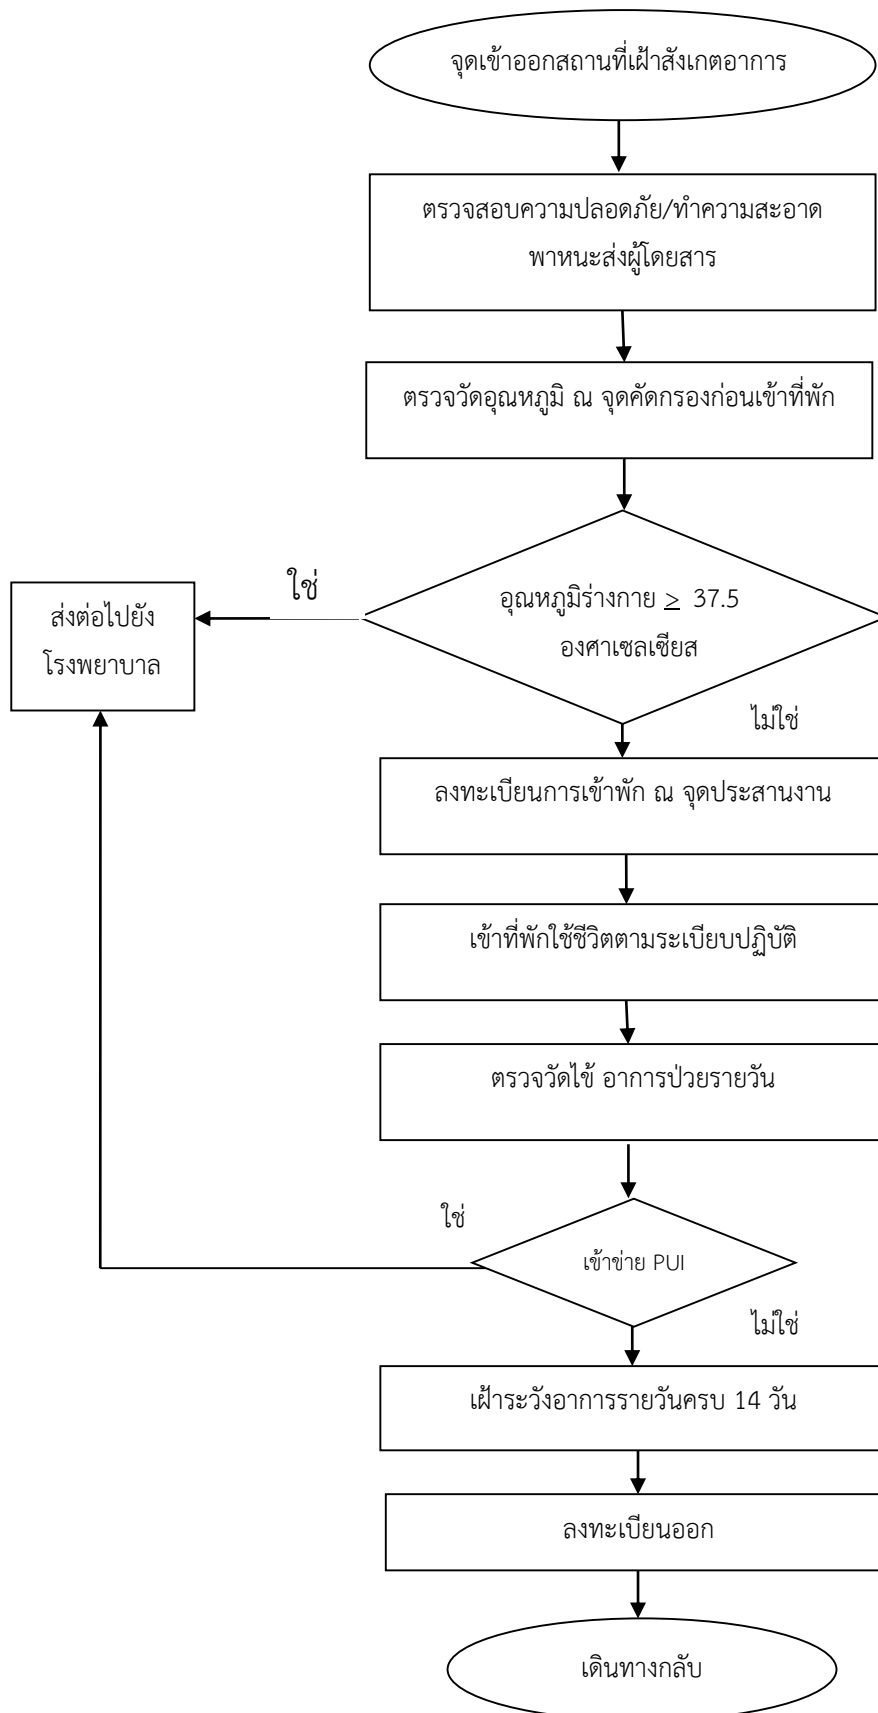 จุดเข้าออกสถานที่เฝ้าสังเกตอาการ
ตรวจสอบความปลอดภัย/ทำความสะอาด
พาหนะส่งผู้โดยสาร
ตรวจวัดอุณหภูมิ ณ จุดคัดกรองก่อนเข้าที่พัก
อุณหภูมิร่างกาย ≥ 37.5
องศาเซลเซียส
ใช่
ส่งต่อไปยัง
โรงพยาบาล
ไม่ใช่
ลงทะเบียนการเข้าพัก ณ จุดประสานงาน
เข้าที่พักใช้ชีวิตตามระเบียบปฏิบัติ
ตรวจวัดไข้ อาการป่วยรายวัน
ใช่
เข้าข่าย PUI
ไม่ใช่
เฝ้าระวังอาการรายวันครบ 14 วัน
ลงทะเบียนออก
เดินทางกลับ